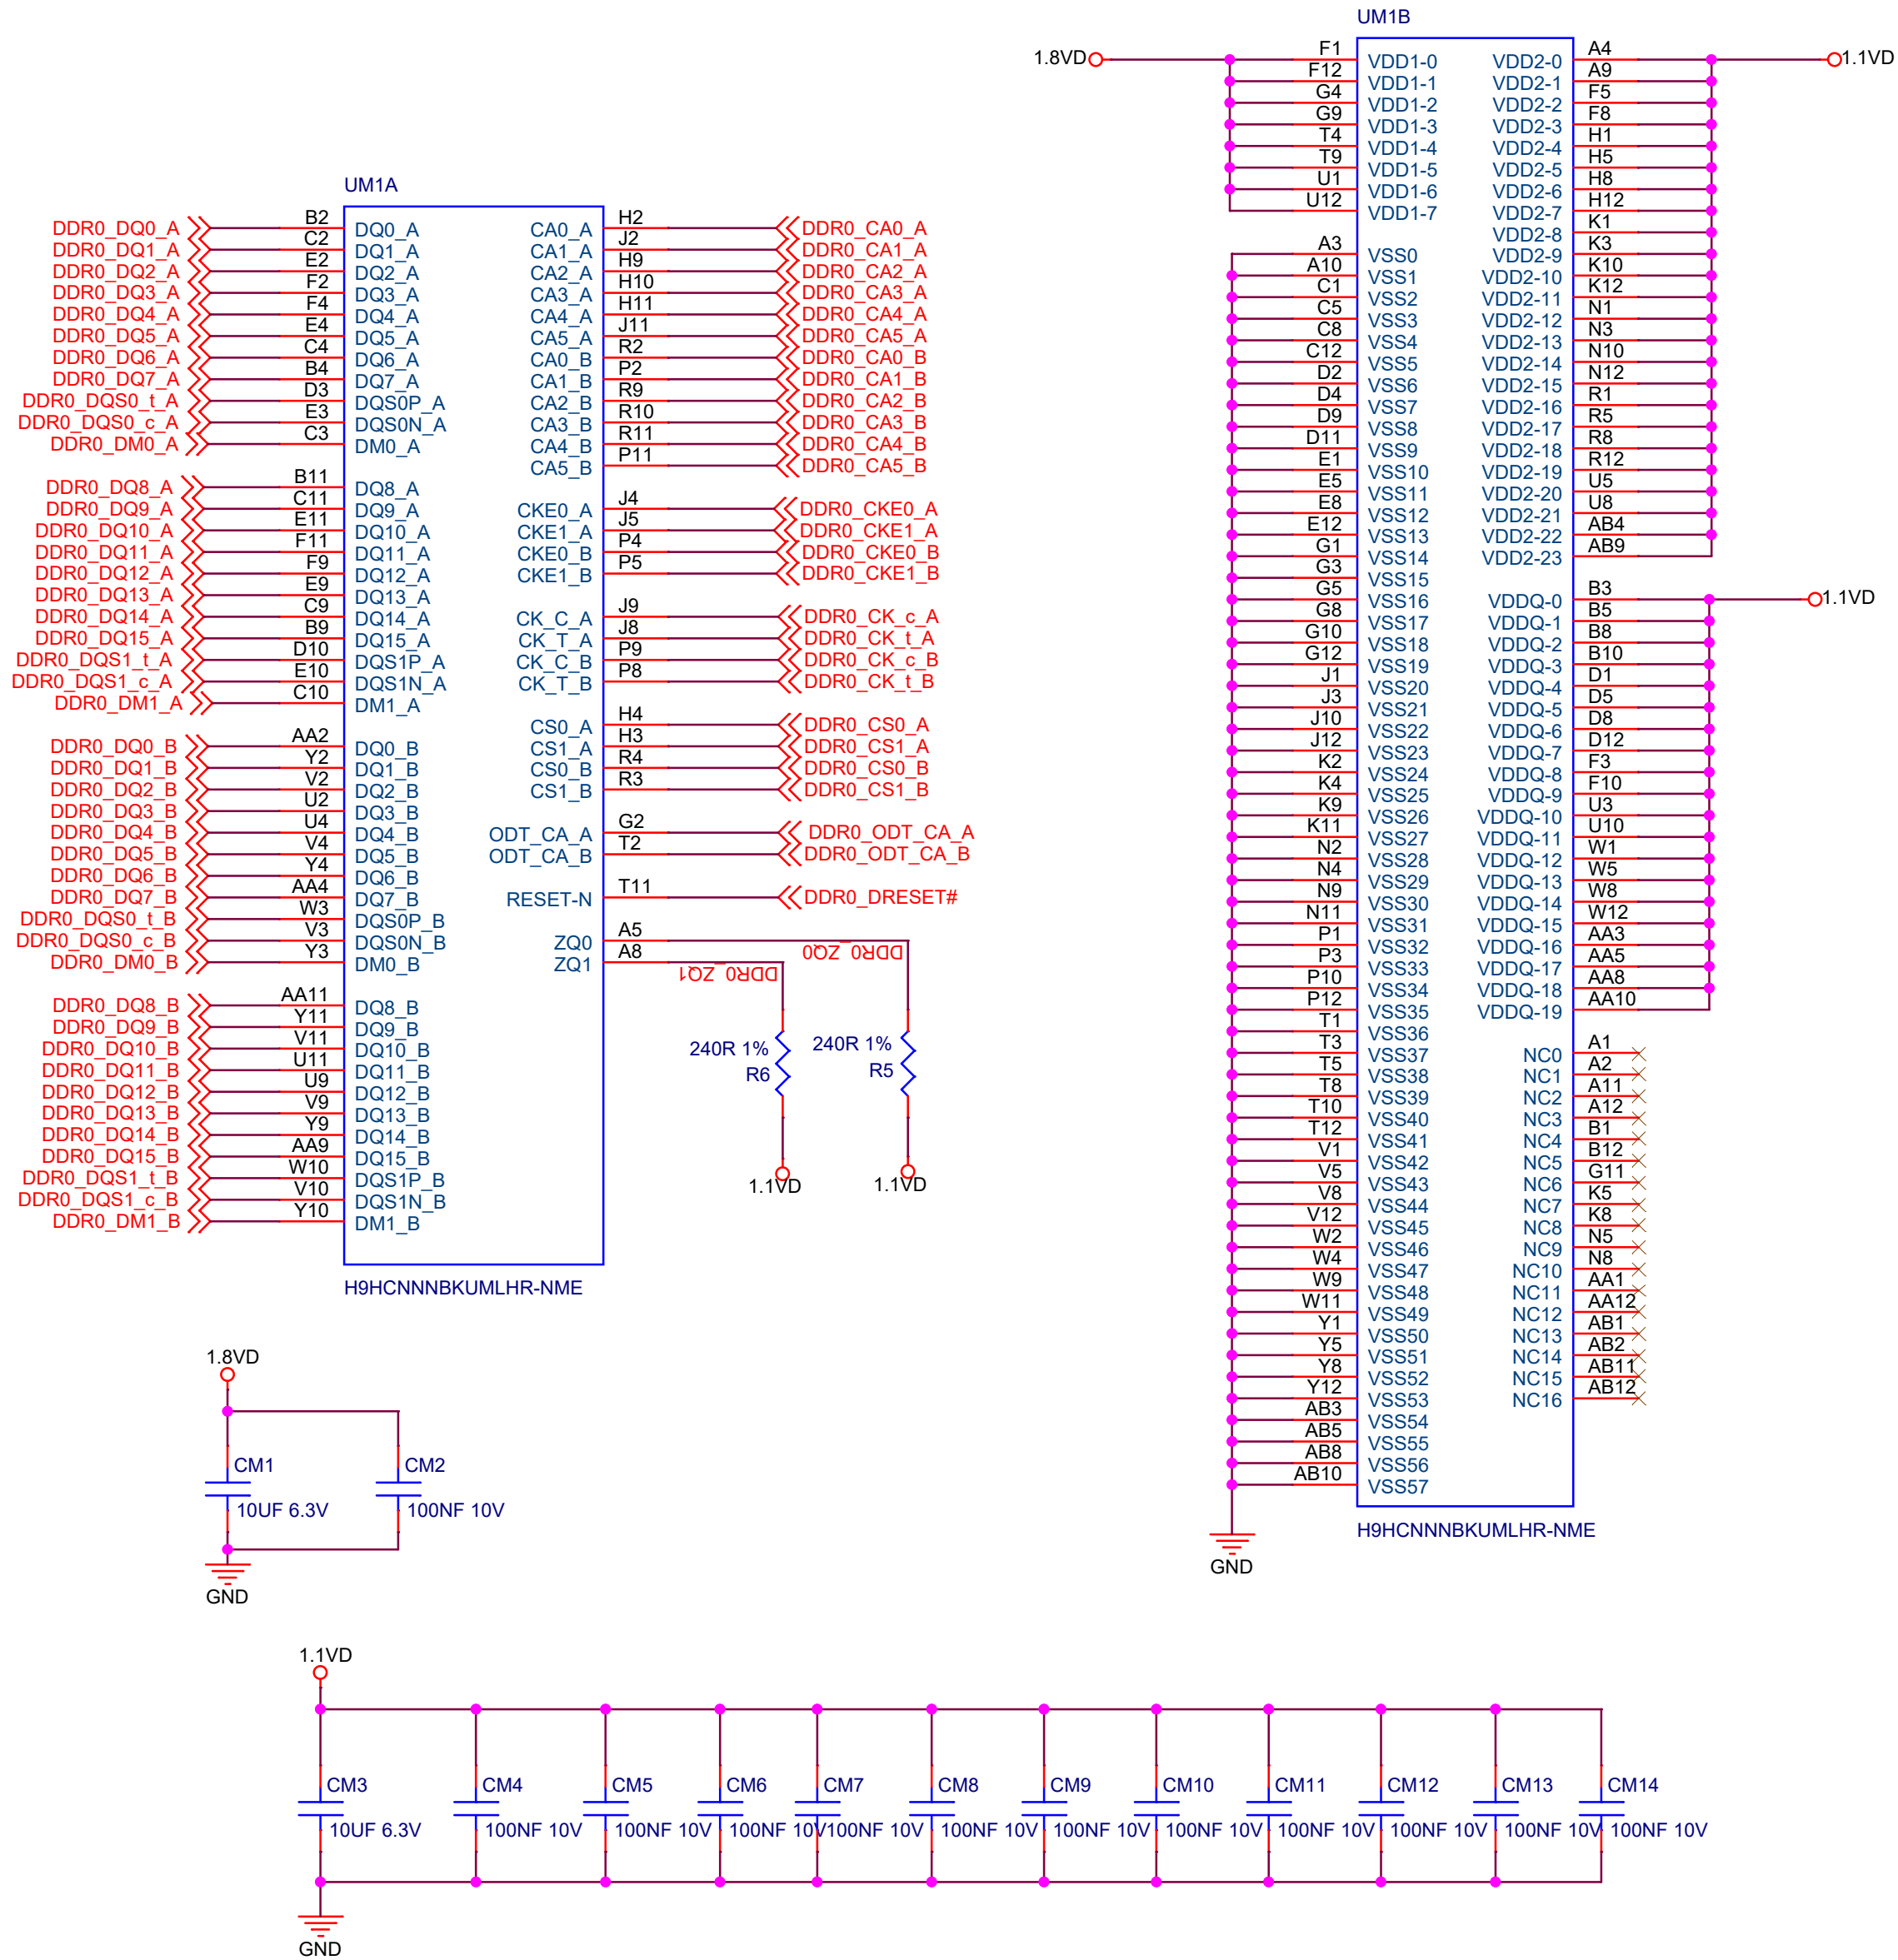 UM1A
DDR0_DQ0_A B2 DQ0_A CA0_A H2 DDR0_CA0_A
DDR0_DQ1_A C2 DQ1_A CA1_A J2 DDR0_CA1_A
DDR0_DQ2_A E2 DQ2_A CA2_A H9 DDR0_CA2_A
DDR0_DQ3_A F2 DQ3_A CA3_A H10 DDR0_CA3_A
DDR0_DQ4_A F4 DQ4_A CA4_A H11 DDR0_CA4_A
DDR0_DQ5_A E4 DQ5_A CA5_A J11 DDR0_CA5_A
DDR0_DQ6_A C4 DQ6_A CA0_B R2 DDR0_CA0_B
DDR0_DQ7_A B4 DQ7_A CA1_B P2 DDR0_CA1_B
DDR0_DQS0_t_A D3 DQS0P_A CA2_B R9 DDR0_CA2_B
DDR0_DQS0_c_A E3 DQS0N_A CA3_B R10 DDR0_CA3_B
DDR0_DM0_A C3 DM0_A CA4_B R11 DDR0_CA4_B
CA5_B P11 DDR0_CA5_B
DDR0_DQ8_A B11 DQ8_A
DDR0_DQ9_A C11 DQ9_A CKE0_A J4 DDR0_CKE0_A
DDR0_DQ10_A E11 DQ10_A CKE1_A J5 DDR0_CKE1_A
DDR0_DQ11_A F11 DQ11_A CKE0_B P4 DDR0_CKE0_B
DDR0_DQ12_A F9 DQ12_A CKE1_B P5 DDR0_CKE1_B
DDR0_DQ13_A E9 DQ13_A
DDR0_DQ14_A C9 DQ14_A CK_C_A J9 DDR0_CK_c_A
DDR0_DQ15_A B9 DQ15_A CK_T_A J8 DDR0_CK_t_A
DDR0_DQS1_t_A D10 DQS1P_A CK_C_B P9 DDR0_CK_c_B
DDR0_DQS1_c_A E10 DQS1N_A CK_T_B P8 DDR0_CK_t_B
DDR0_DM1_A C10 DM1_A
CS0_A H4 DDR0_CS0_A
DDR0_DQ0_B AA2 DQ0_B CS1_A H3 DDR0_CS1_A
DDR0_DQ1_B Y2 DQ1_B CS0_B R4 DDR0_CS0_B
DDR0_DQ2_B V2 DQ2_B CS1_B R3 DDR0_CS1_B
DDR0_DQ3_B U2 DQ3_B
DDR0_DQ4_B U4 DQ4_B ODT_CA_A G2 DDR0_ODT_CA_A
DDR0_DQ5_B V4 DQ5_B ODT_CA_B T2 DDR0_ODT_CA_B
DDR0_DQ6_B Y4 DQ6_B
DDR0_DQ7_B AA4 DQ7_B RESET-N T11 DDR0_DRESET#
DDR0_DQS0_t_B W3 DQS0P_B
DDR0_DQS0_c_B V3 DQS0N_B ZQ0 A5 DDR0_ZQ0
DDR0_DM0_B Y3 DM0_B ZQ1 A8 DDR0_ZQ1
DDR0_DQ8_B AA11 DQ8_B
DDR0_DQ9_B Y11 DQ9_B
DDR0_DQ10_B V11 DQ10_B
DDR0_DQ11_B U11 DQ11_B
DDR0_DQ12_B U9 DQ12_B
DDR0_DQ13_B V9 DQ13_B
DDR0_DQ14_B Y9 DQ14_B
DDR0_DQ15_B AA9 DQ15_B
DDR0_DQS1_t_B W10 DQS1P_B
DDR0_DQS1_c_B V10 DQS1N_B
DDR0_DM1_B Y10 DM1_B
240R 1% 240R 1%
R6 R5
1.1VD 1.1VD
H9HCNNNBKUMLHR-NME
UM1B
1.8VD F1 VDD1-0 VDD2-0 A4 1.1VD
F12 VDD1-1 VDD2-1 A9
G4 VDD1-2 VDD2-2 F5
G9 VDD1-3 VDD2-3 F8
T4 VDD1-4 VDD2-4 H1
T9 VDD1-5 VDD2-5 H5
U1 VDD1-6 VDD2-6 H8
U12 VDD1-7 VDD2-7 H12
VDD2-8 K1
A3 VSS0 VDD2-9 K3
A10 VSS1 VDD2-10 K10
C1 VSS2 VDD2-11 K12
C5 VSS3 VDD2-12 N1
C8 VSS4 VDD2-13 N3
C12 VSS5 VDD2-14 N10
D2 VSS6 VDD2-15 N12
D4 VSS7 VDD2-16 R1
D9 VSS8 VDD2-17 R5
D11 VSS9 VDD2-18 R8
E1 VSS10 VDD2-19 R12
E5 VSS11 VDD2-20 U5
E8 VSS12 VDD2-21 U8
E12 VSS13 VDD2-22 AB4
G1 VSS14 VDD2-23 AB9
G3 VSS15
G5 VSS16 VDDQ-0 B3 1.1VD
G8 VSS17 VDDQ-1 B5
G10 VSS18 VDDQ-2 B8
G12 VSS19 VDDQ-3 B10
J1 VSS20 VDDQ-4 D1
J3 VSS21 VDDQ-5 D5
J10 VSS22 VDDQ-6 D8
J12 VSS23 VDDQ-7 D12
K2 VSS24 VDDQ-8 F3
K4 VSS25 VDDQ-9 F10
K9 VSS26 VDDQ-10 U3
K11 VSS27 VDDQ-11 U10
N2 VSS28 VDDQ-12 W1
N4 VSS29 VDDQ-13 W5
N9 VSS30 VDDQ-14 W8
N11 VSS31 VDDQ-15 W12
P1 VSS32 VDDQ-16 AA3
P3 VSS33 VDDQ-17 AA5
P10 VSS34 VDDQ-18 AA8
P12 VSS35 VDDQ-19 AA10
T1 VSS36
T3 VSS37 NC0 A1
T5 VSS38 NC1 A2
T8 VSS39 NC2 A11
T10 VSS40 NC3 A12
T12 VSS41 NC4 B1
V1 VSS42 NC5 B12
V5 VSS43 NC6 G11
V8 VSS44 NC7 K5
V12 VSS45 NC8 K8
W2 VSS46 NC9 N5
W4 VSS47 NC10 N8
W9 VSS48 NC11 AA1
W11 VSS49 NC12 AA12
Y1 VSS50 NC13 AB1
Y5 VSS51 NC14 AB2
Y8 VSS52 NC15 AB11
Y12 VSS53 NC16 AB12
AB3 VSS54
AB5 VSS55
AB8 VSS56
AB10 VSS57
H9HCNNNBKUMLHR-NME
GND
1.8VD
CM1 CM2
10UF 6.3V 100NF 10V
GND
1.1VD
CM3 CM4 CM5 CM6 CM7 CM8 CM9 CM10 CM11 CM12 CM13 CM14
10UF 6.3V 100NF 10V 100NF 10V 100NF 10V 100NF 10V 100NF 10V 100NF 10V 100NF 10V 100NF 10V 100NF 10V 100NF 10V 100NF 10V
GND